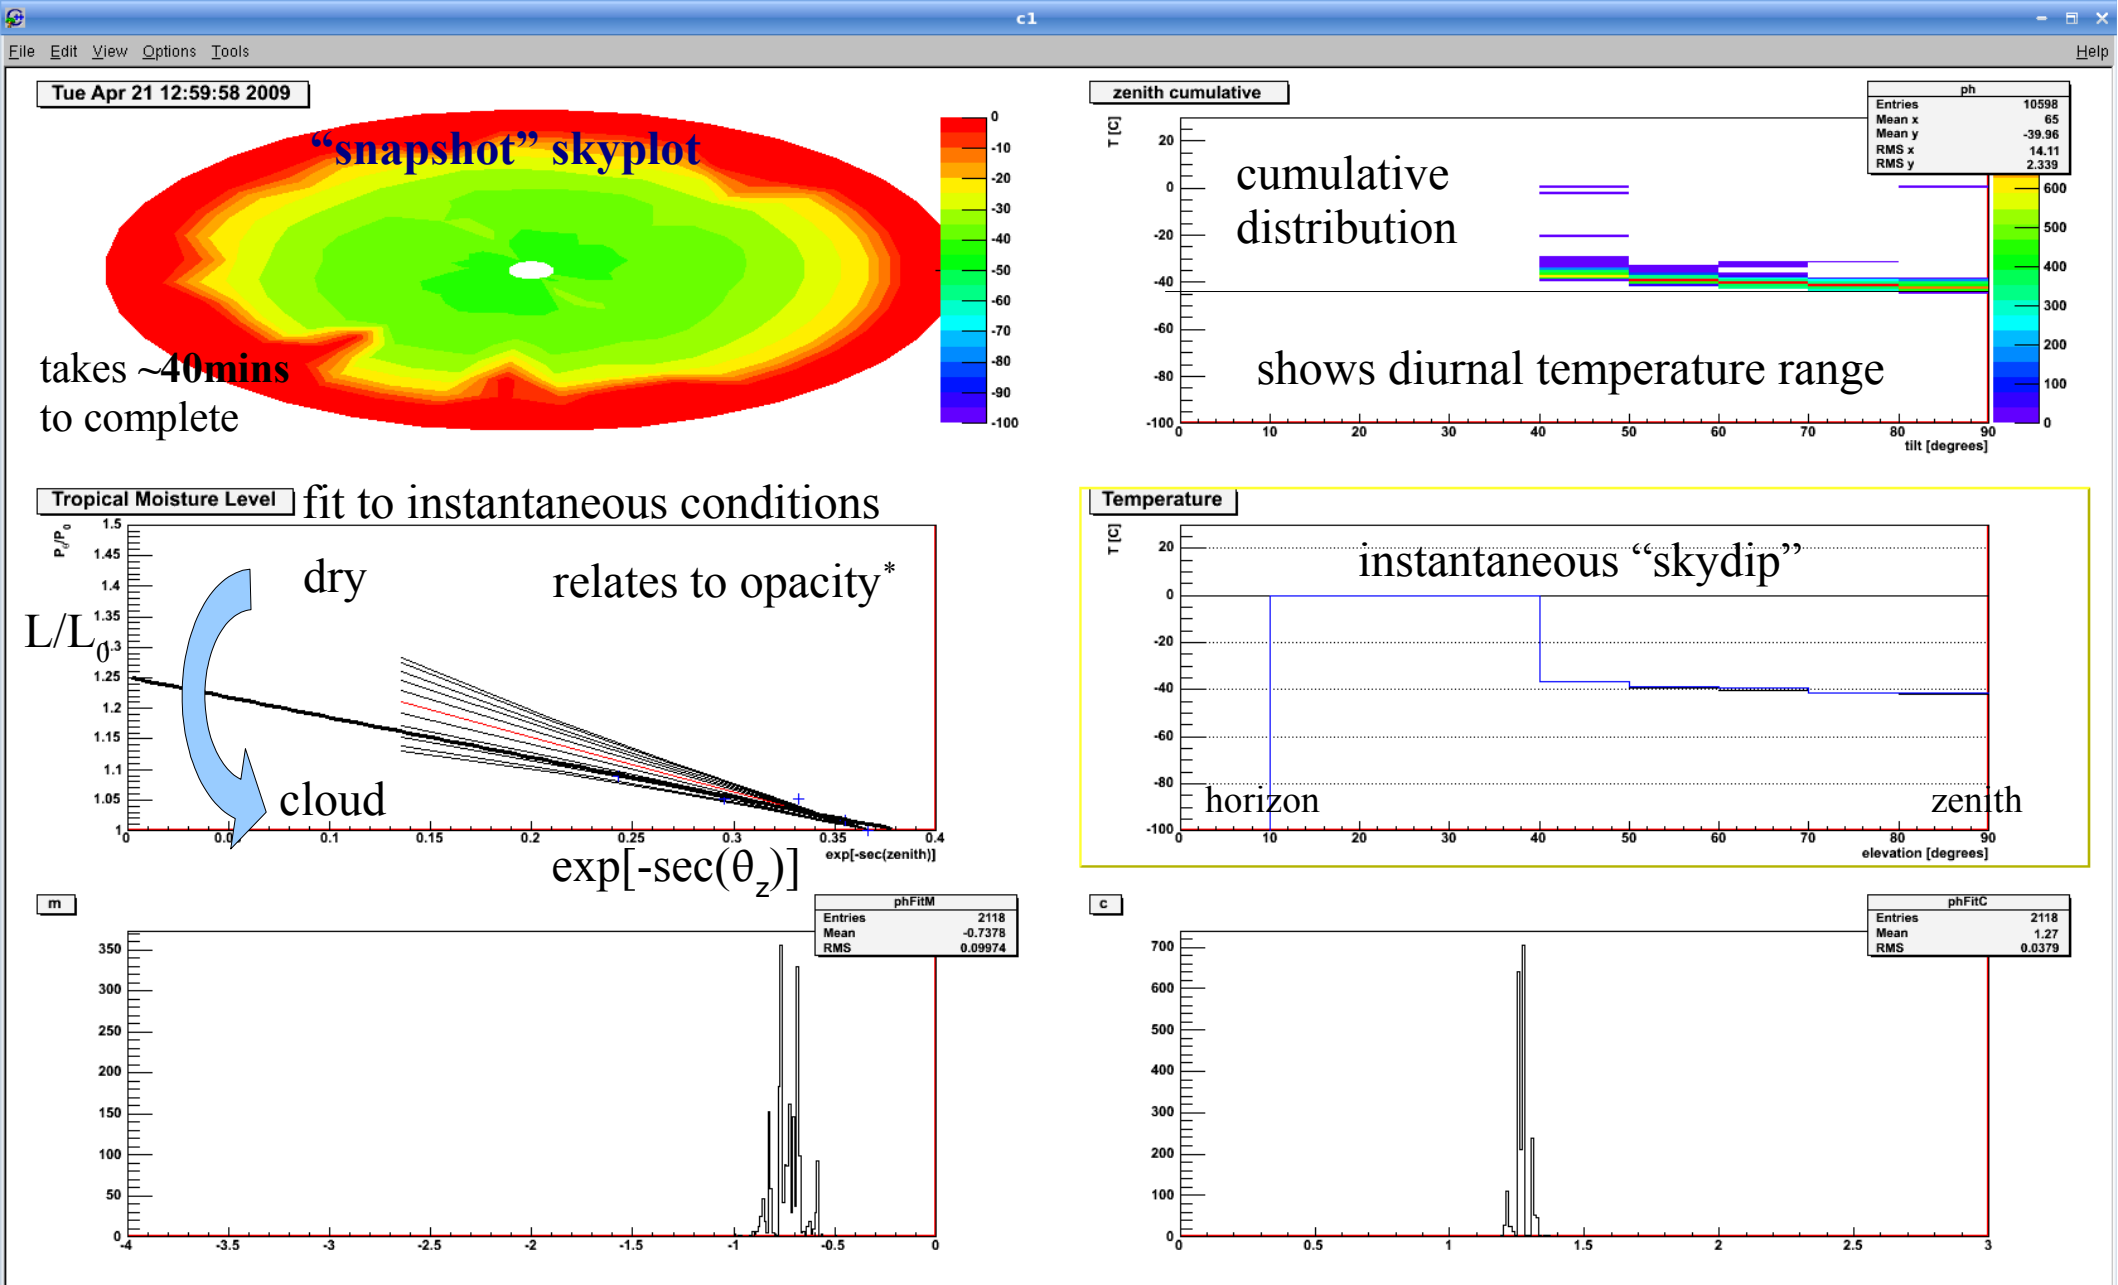 c1
File Edit View Options Tools Help
Tue Apr 21 12:59:58 2009
“snapshot” skyplot
takes ~40mins
to complete
0
-10
-20
-30
-40
-50
-60
-70
-80
-90
-100
zenith cumulative
ph
Entries 10598
Mean x 65
Mean y -39.96
RMS x 14.11
RMS y 2.339
T [C]
20
0
-20
-40
-60
-80
-100
cumulative
distribution
shows diurnal temperature range
0 10 20 30 40 50 60 70 80 90
tilt [degrees]
600
500
400
300
200
100
0
Tropical Moisture Level
fit to instantaneous conditions
P_θ/P_0
1.5
1.45
1.4
1.35
1.3
1.25
1.2
1.15
1.1
1.05
1
dry
relates to opacity*
L/L₀
cloud
0 0.1 0.15 0.2 0.25 0.3 0.35 0.4
exp[-sec(zenith)]
exp[-sec(θ_z)]
Temperature
T [C]
20
0
-20
-40
-60
-80
-100
instantaneous “skydip”
horizon
zenith
0 10 20 30 40 50 60 70 80 90
elevation [degrees]
m
phFitM
Entries 2118
Mean -0.7378
RMS 0.09974
350
300
250
200
150
100
50
0
-4 -3.5 -3 -2.5 -2 -1.5 -1 -0.5 0
c
phFitC
Entries 2118
Mean 1.27
RMS 0.0379
700
600
500
400
300
200
100
0
0 0.5 1 1.5 2 2.5 3